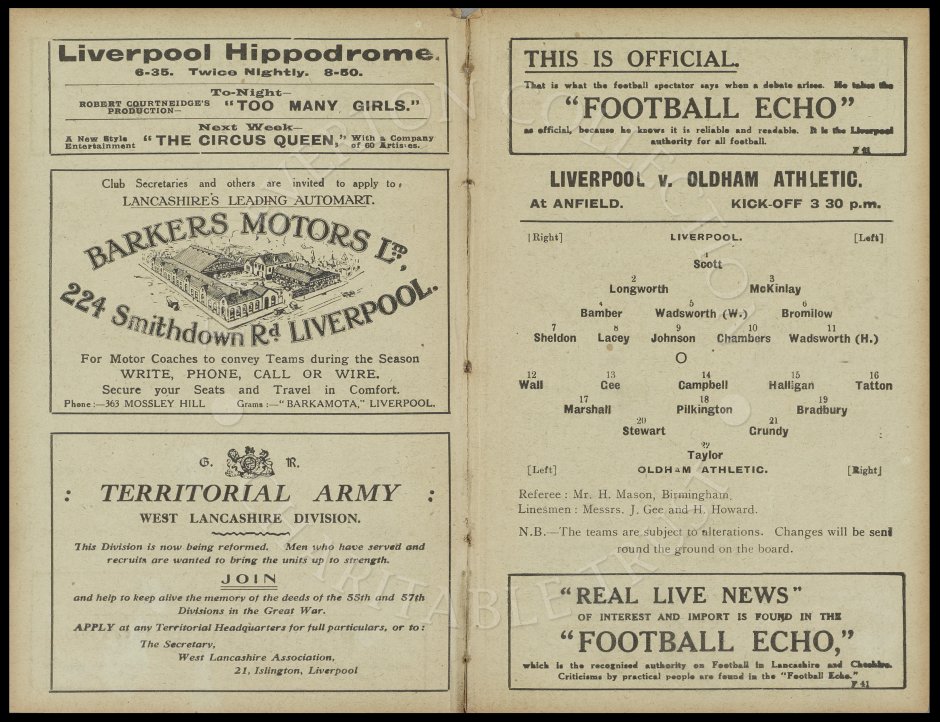 Liverpool Hippodrome.
6-35. Twice Nightly. 8-50.
To-Night—
ROBERT COURTNEIDGE'S PRODUCTION— "TOO MANY GIRLS."
Next Week—
A New Style Entertainment "THE CIRCUS QUEEN," With a Company of 60 Artistes.
Club Secretaries and others are invited to apply to,
LANCASHIRE'S LEADING AUTOMART.
BARKERS MOTORS LTD,
224 Smithdown Rd LIVERPOOL.
For Motor Coaches to convey Teams during the Season
WRITE, PHONE, CALL OR WIRE.
Secure your Seats and Travel in Comfort.
Phone:—363 MOSSLEY HILL Grams:—"BARKAMOTA," LIVERPOOL.
G. R.
: TERRITORIAL ARMY :
WEST LANCASHIRE DIVISION.
This Division is now being reformed. Men who have served and
recruits are wanted to bring the units up to strength.
JOIN
and help to keep alive the memory of the deeds of the 55th and 57th
Divisions in the Great War.
APPLY at any Territorial Headquarters for full particulars, or to:
The Secretary,
West Lancashire Association,
21, Islington, Liverpool
THIS IS OFFICIAL.
That is what the football spectator says when a debate arises. He takes the
"FOOTBALL ECHO"
as official, because he knows it is reliable and readable. It is the Liverpool
authority for all football.
F 41
LIVERPOOL v. OLDHAM ATHLETIC.
At ANFIELD. KICK-OFF 3 30 p.m.
[Right] LIVERPOOL. [Left]
1
Scott
2 3
Longworth McKinlay
4 5 6
Bamber Wadsworth (W.) Bromilow
7 8 9 10 11
Sheldon Lacey Johnson Chambers Wadsworth (H.)
O
12 13 14 15 16
Wall Gee Campbell Halligan Tatton
17 18 19
Marshall Pilkington Bradbury
20 21
Stewart Grundy
22
Taylor
[Left] OLDHAM ATHLETIC. [Right]
Referee : Mr. H. Mason, Birmingham.
Linesmen : Messrs. J. Gee and H. Howard.
N.B.—The teams are subject to alterations. Changes will be send
round the ground on the board.
"REAL LIVE NEWS"
OF INTEREST AND IMPORT IS FOUND IN THE
"FOOTBALL ECHO,"
which is the recognised authority on Football in Lancashire and Cheshire.
Criticisms by practical people are found in the "Football Echo."
F 41
EVERTON COLLECTION
CHARITABLE TRUST